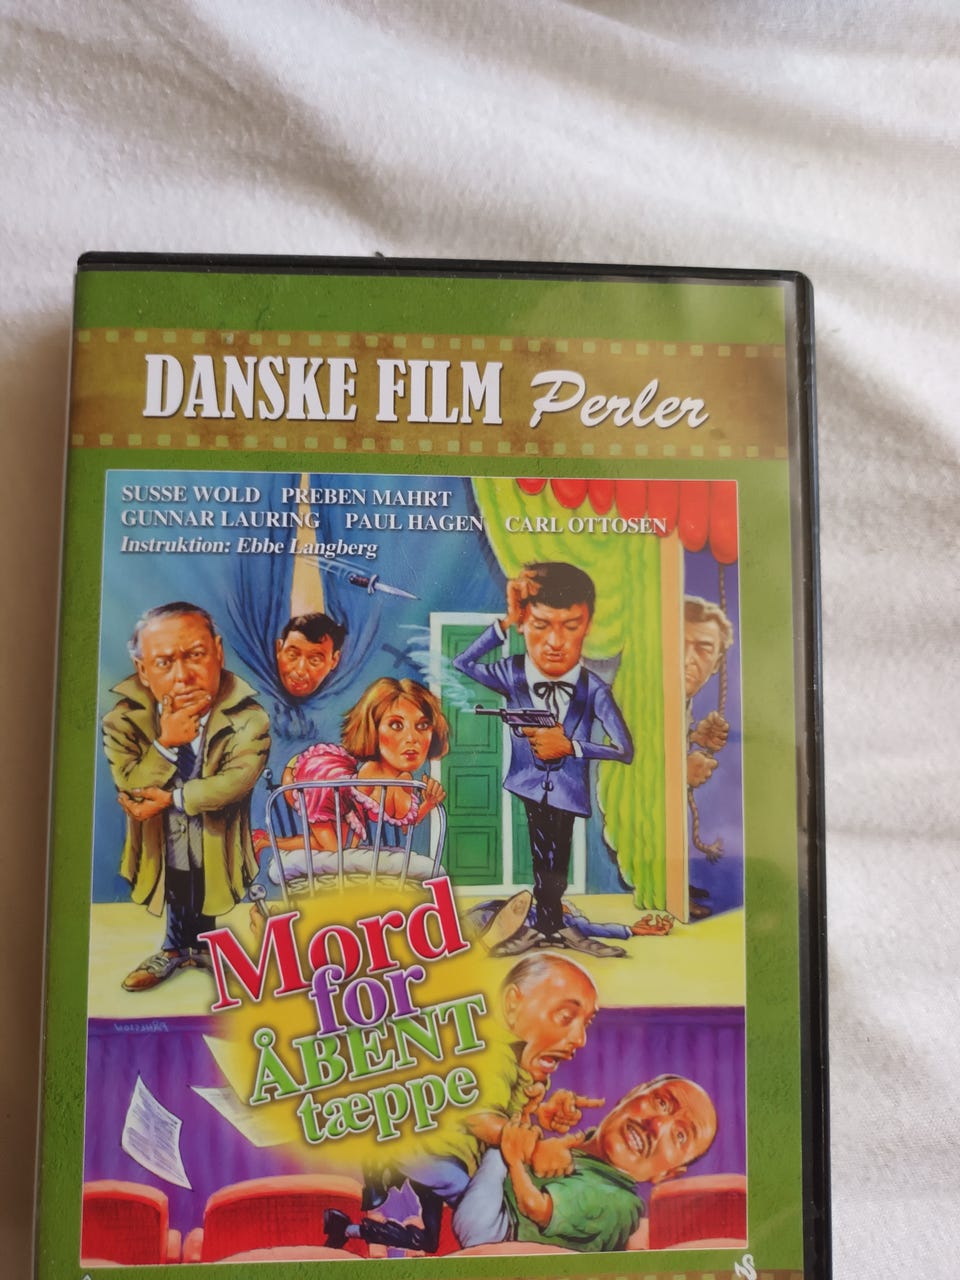 DANSKE FILM Perler
SUSSE WOLD PREBEN MAHRT
GUNNAR LAURING PAUL HAGEN CARL OTTOSEN
Instruktion: Ebbe Langberg
Mord
for
ÅBENT
tæppe